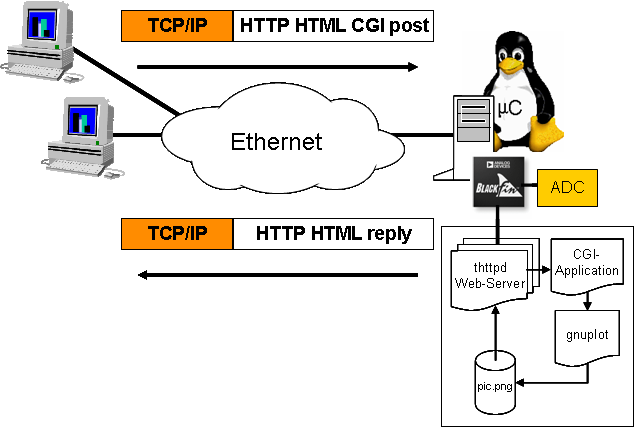 TCP/IP HTTP HTML CGI post
µC
Ethernet
ANALOG
DEVICES
BLACKfin
ADC
TCP/IP HTTP HTML reply
thttpd
Web-Server
CGI-
Application
gnuplot
pic.png